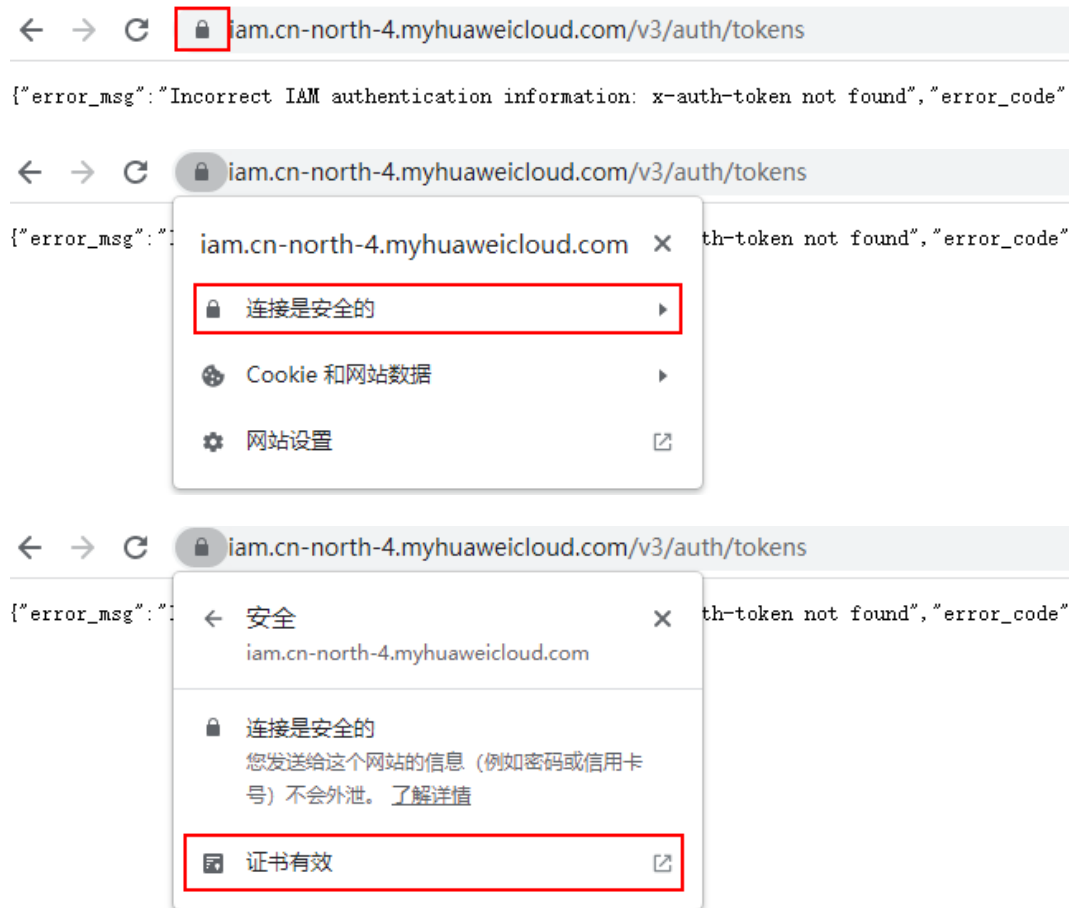 iam.cn-north-4.myhuaweicloud.com/v3/auth/tokens
{"error_msg":"Incorrect IAM authentication information: x-auth-token not found","error_code"
iam.cn-north-4.myhuaweicloud.com/v3/auth/tokens
{"error_msg":" th-token not found","error_code"
iam.cn-north-4.myhuaweicloud.com
连接是安全的
Cookie 和网站数据
网站设置
iam.cn-north-4.myhuaweicloud.com/v3/auth/tokens
{"error_msg":" th-token not found","error_code"
安全
iam.cn-north-4.myhuaweicloud.com
连接是安全的
您发送给这个网站的信息（例如密码或信用卡
号）不会外泄。 了解详情
证书有效